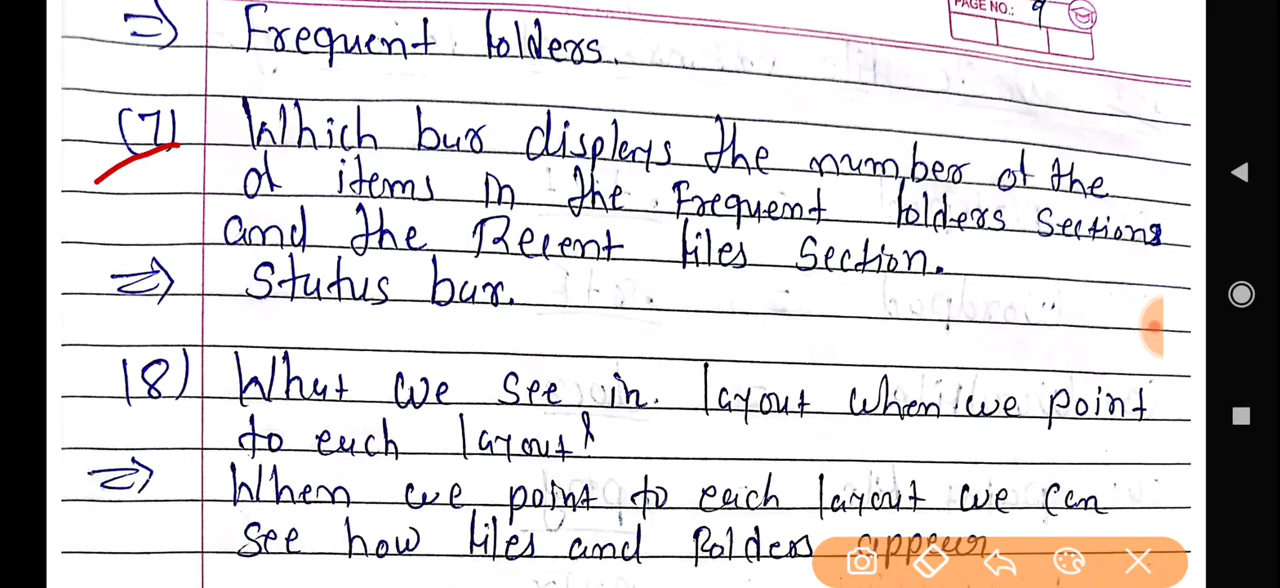 PAGE NO.: 9
=> Frequent folders.
(7) Which bar displays the number of the
of items in the Frequent folders Sections
and the Recent files Section.
=> Status bar.
(8) What we see in layout when we point
to each layout?
=> When we point to each layout we can
see how files and Folders appear